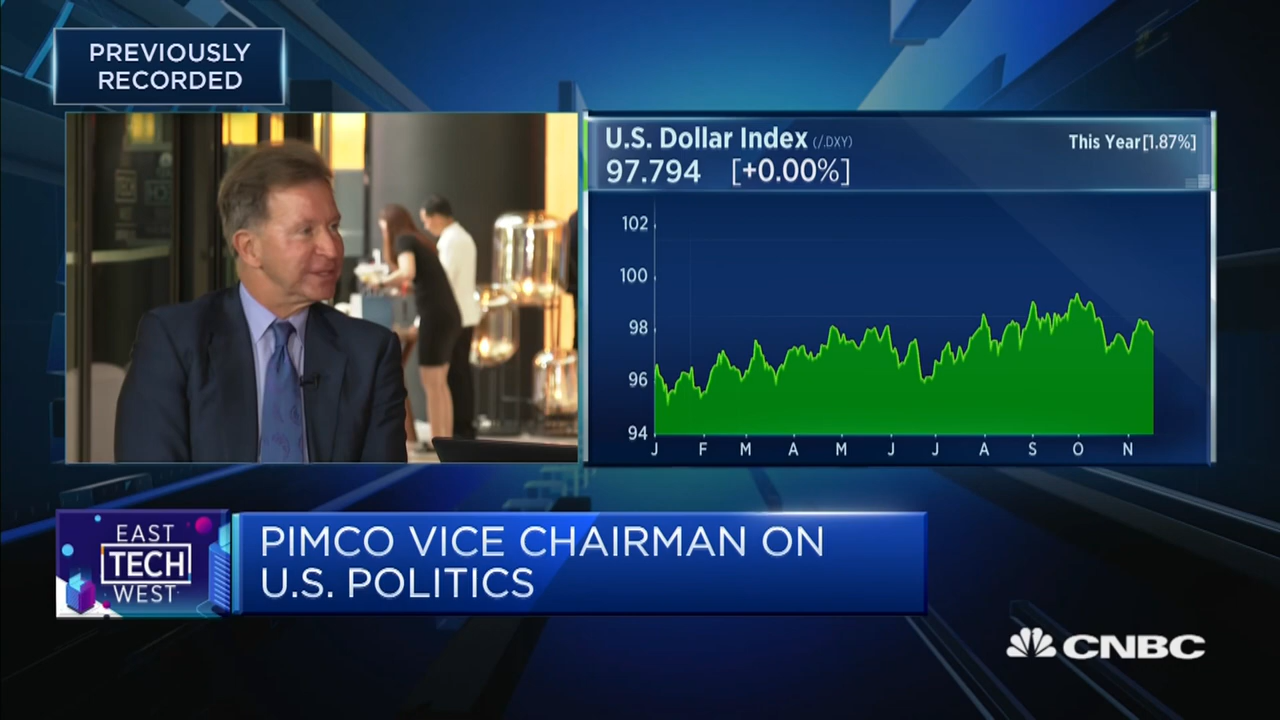 PREVIOUSLY
RECORDED
U.S. Dollar Index (/.DXY)
This Year[1.87%]
97.794 [+0.00%]
102
100
98
96
94
J F M A M J J A S O N
EAST
TECH
WEST
PIMCO VICE CHAIRMAN ON
U.S. POLITICS
CNBC